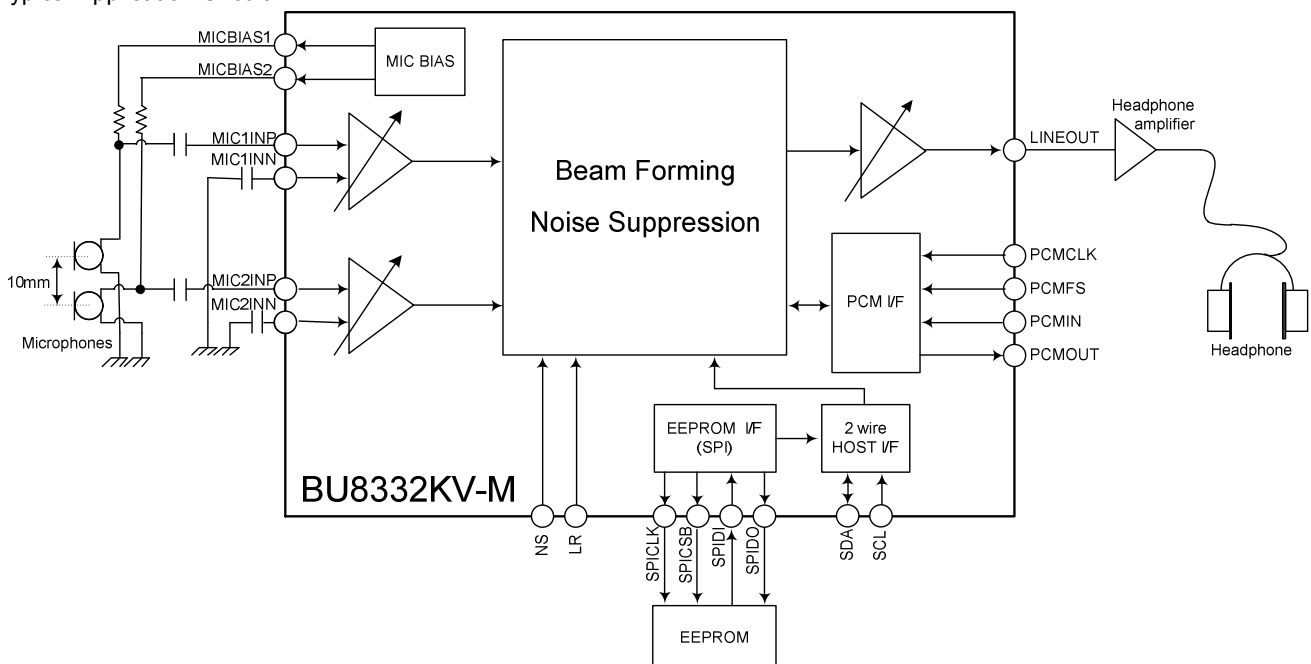 MICBIAS1
MICBIAS2
MIC BIAS
MIC1INP
MIC1INN
MIC2INP
MIC2INN
10mm
Microphones
Beam Forming
Noise Suppression
LINEOUT
Headphone
amplifier
Headphone
PCM I/F
PCMCLK
PCMFS
PCMIN
PCMOUT
EEPROM I/F
(SPI)
2 wire
HOST I/F
BU8332KV-M
NS
LR
SPICLK
SPICSB
SPIDI
SPIDO
SDA
SCL
EEPROM